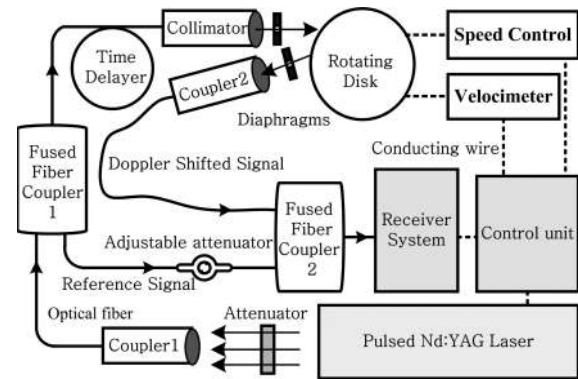 Collimator
Time
Delayer
Coupler2
Rotating
Disk
Speed Control
Velocimeter
Diaphragms
Fused
Fiber
Coupler
1
Doppler Shifted Signal
Conducting wire
Fused
Fiber
Coupler
2
Receiver
System
Control unit
Adjustable attenuator
Reference Signal
Optical fiber
Attenuator
Coupler1
Pulsed Nd:YAG Laser